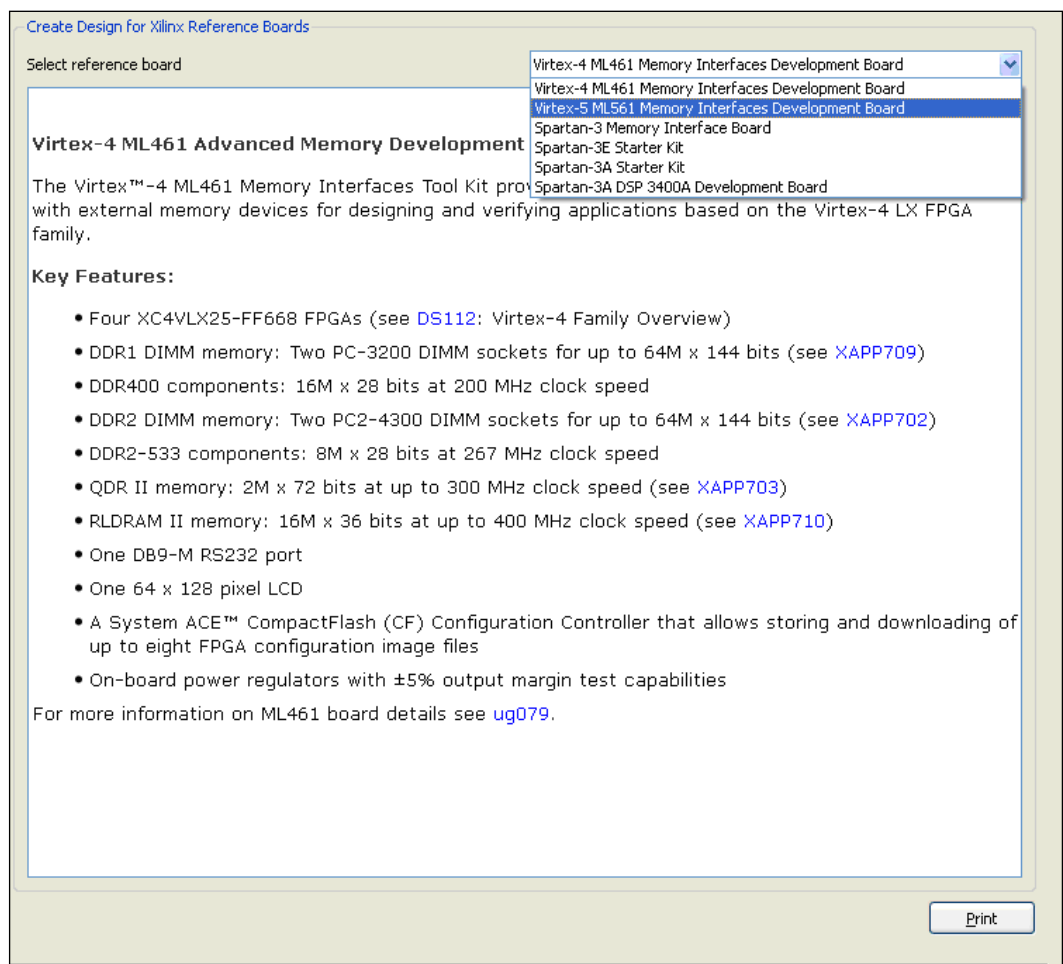 Create Design for Xilinx Reference Boards
Select reference board
Virtex-4 ML461 Memory Interfaces Development Board
Virtex-4 ML461 Memory Interfaces Development Board
Virtex-5 ML561 Memory Interfaces Development Board
Spartan-3 Memory Interface Board
Spartan-3E Starter Kit
Spartan-3A Starter Kit
Spartan-3A DSP 3400A Development Board
Virtex-4 ML461 Advanced Memory Development
The Virtex™-4 ML461 Memory Interfaces Tool Kit
with external memory devices for designing and verifying applications based on the Virtex-4 LX FPGA
family.
Key Features:
• Four XC4VLX25-FF668 FPGAs (see DS112: Virtex-4 Family Overview)
• DDR1 DIMM memory: Two PC-3200 DIMM sockets for up to 64M x 144 bits (see XAPP709)
• DDR400 components: 16M x 28 bits at 200 MHz clock speed
• DDR2 DIMM memory: Two PC2-4300 DIMM sockets for up to 64M x 144 bits (see XAPP702)
• DDR2-533 components: 8M x 28 bits at 267 MHz clock speed
• QDR II memory: 2M x 72 bits at up to 300 MHz clock speed (see XAPP703)
• RLDRAM II memory: 16M x 36 bits at up to 400 MHz clock speed (see XAPP710)
• One DB9-M RS232 port
• One 64 x 128 pixel LCD
• A System ACE™ CompactFlash (CF) Configuration Controller that allows storing and downloading of
up to eight FPGA configuration image files
• On-board power regulators with ±5% output margin test capabilities
For more information on ML461 board details see ug079.
Print